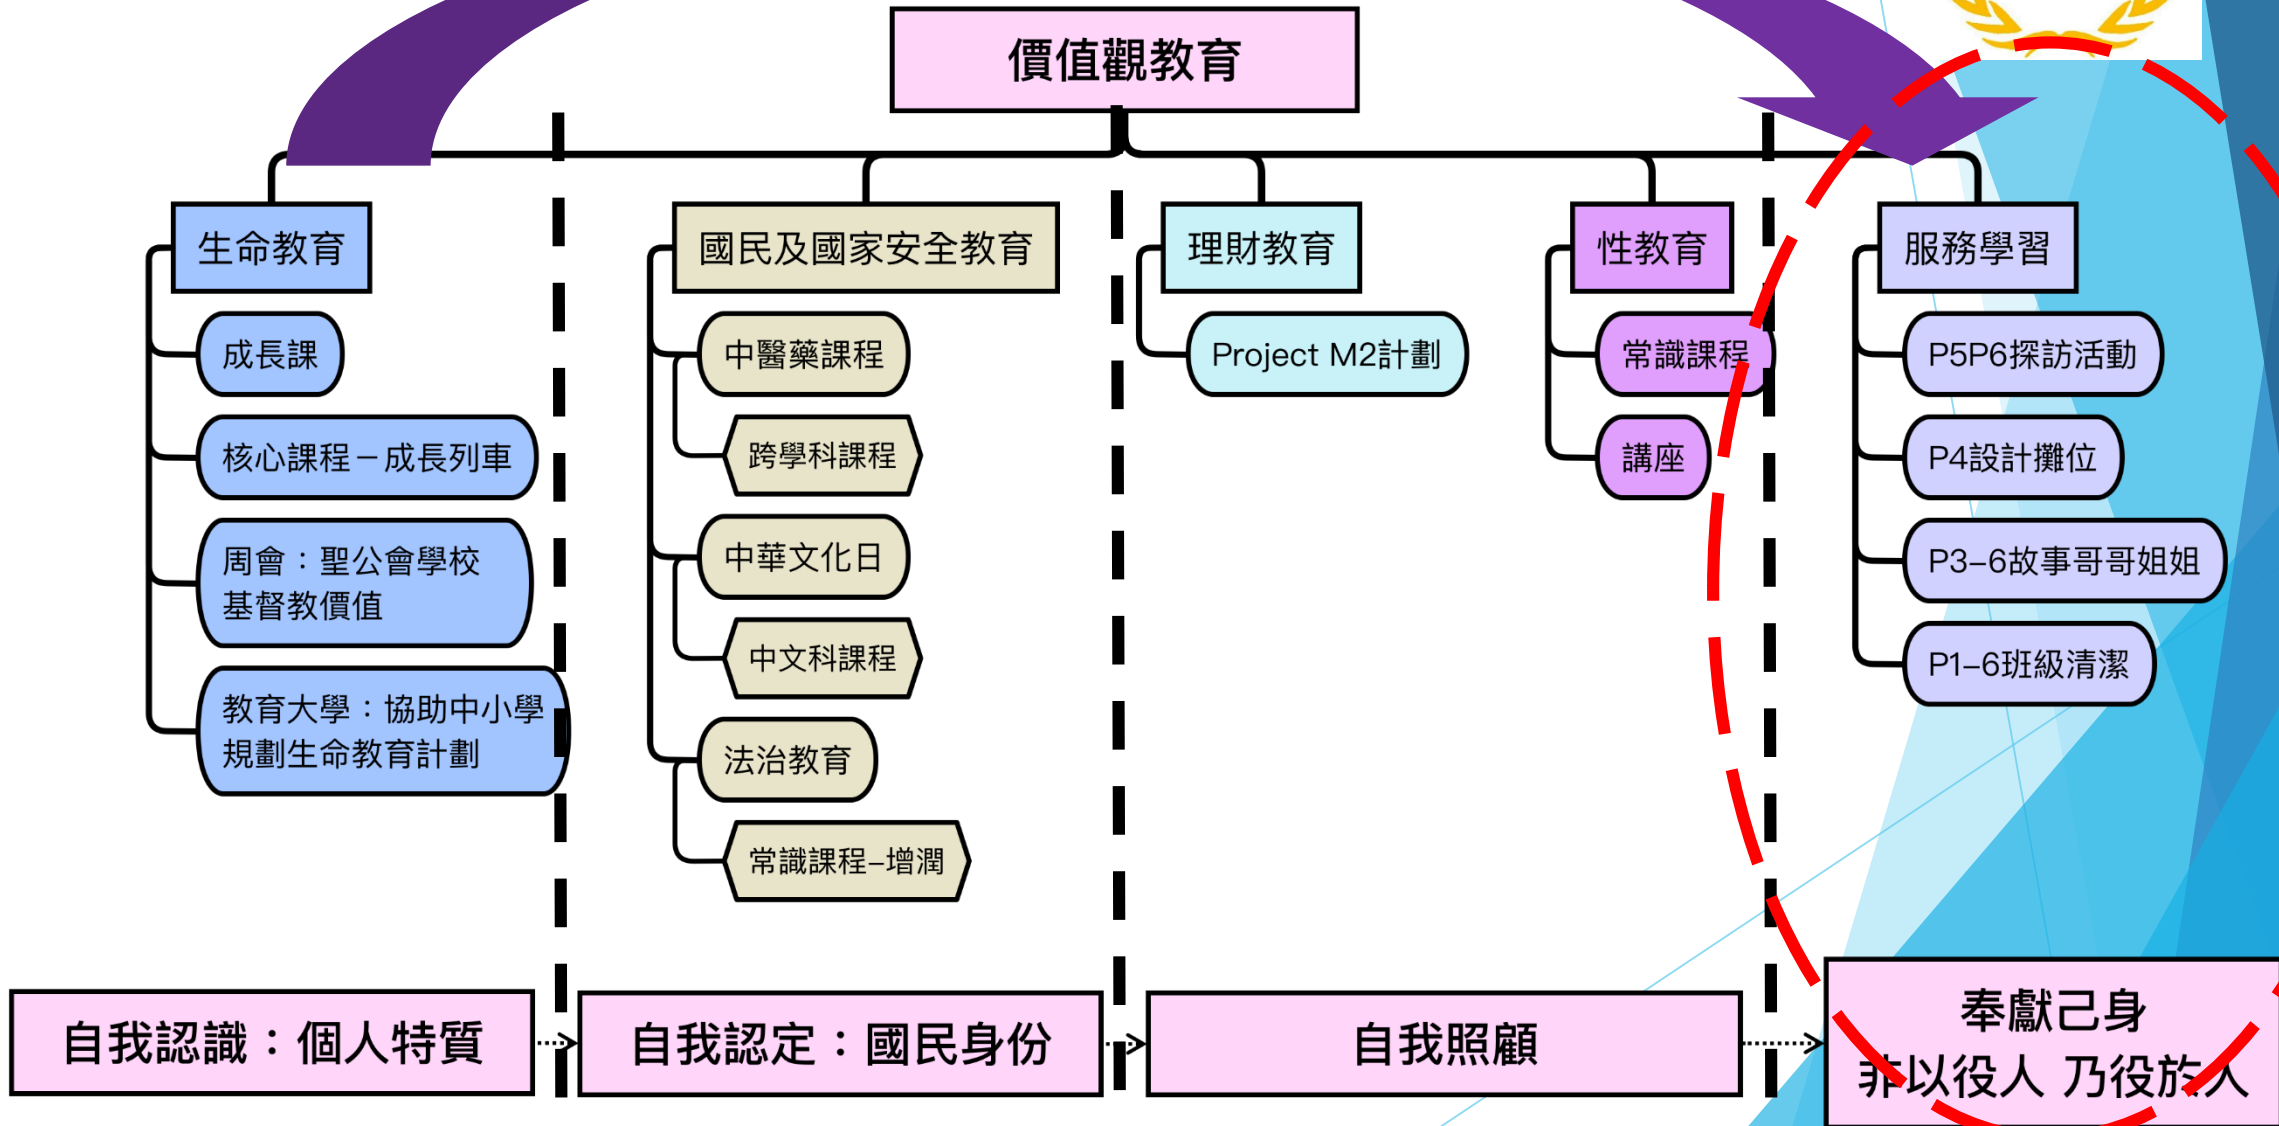 價值觀教育
生命教育
成長課
核心課程－成長列車
周會：聖公會學校
基督教價值
教育大學：協助中小學
規劃生命教育計劃
國民及國家安全教育
中醫藥課程
跨學科課程
中華文化日
中文科課程
法治教育
常識課程–增潤
理財教育
Project M2計劃
性教育
常識課程
講座
服務學習
P5P6探訪活動
P4設計攤位
P3–6故事哥哥姐姐
P1–6班級清潔
自我認識：個人特質
自我認定：國民身份
自我照顧
奉獻己身
非以役人 乃役於人